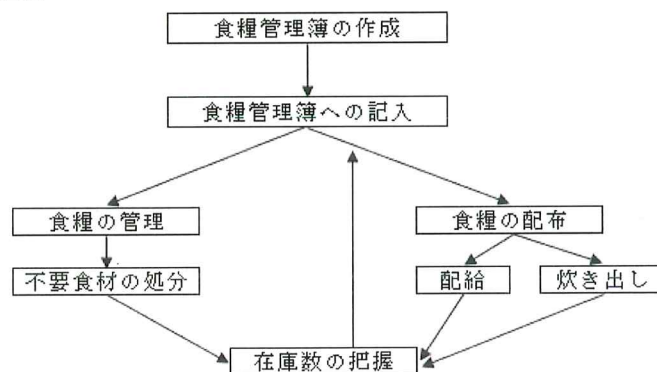 食糧管理簿の作成
食糧管理簿への記入
食糧の管理
食糧の配布
不要食材の処分
配給
炊き出し
在庫数の把握